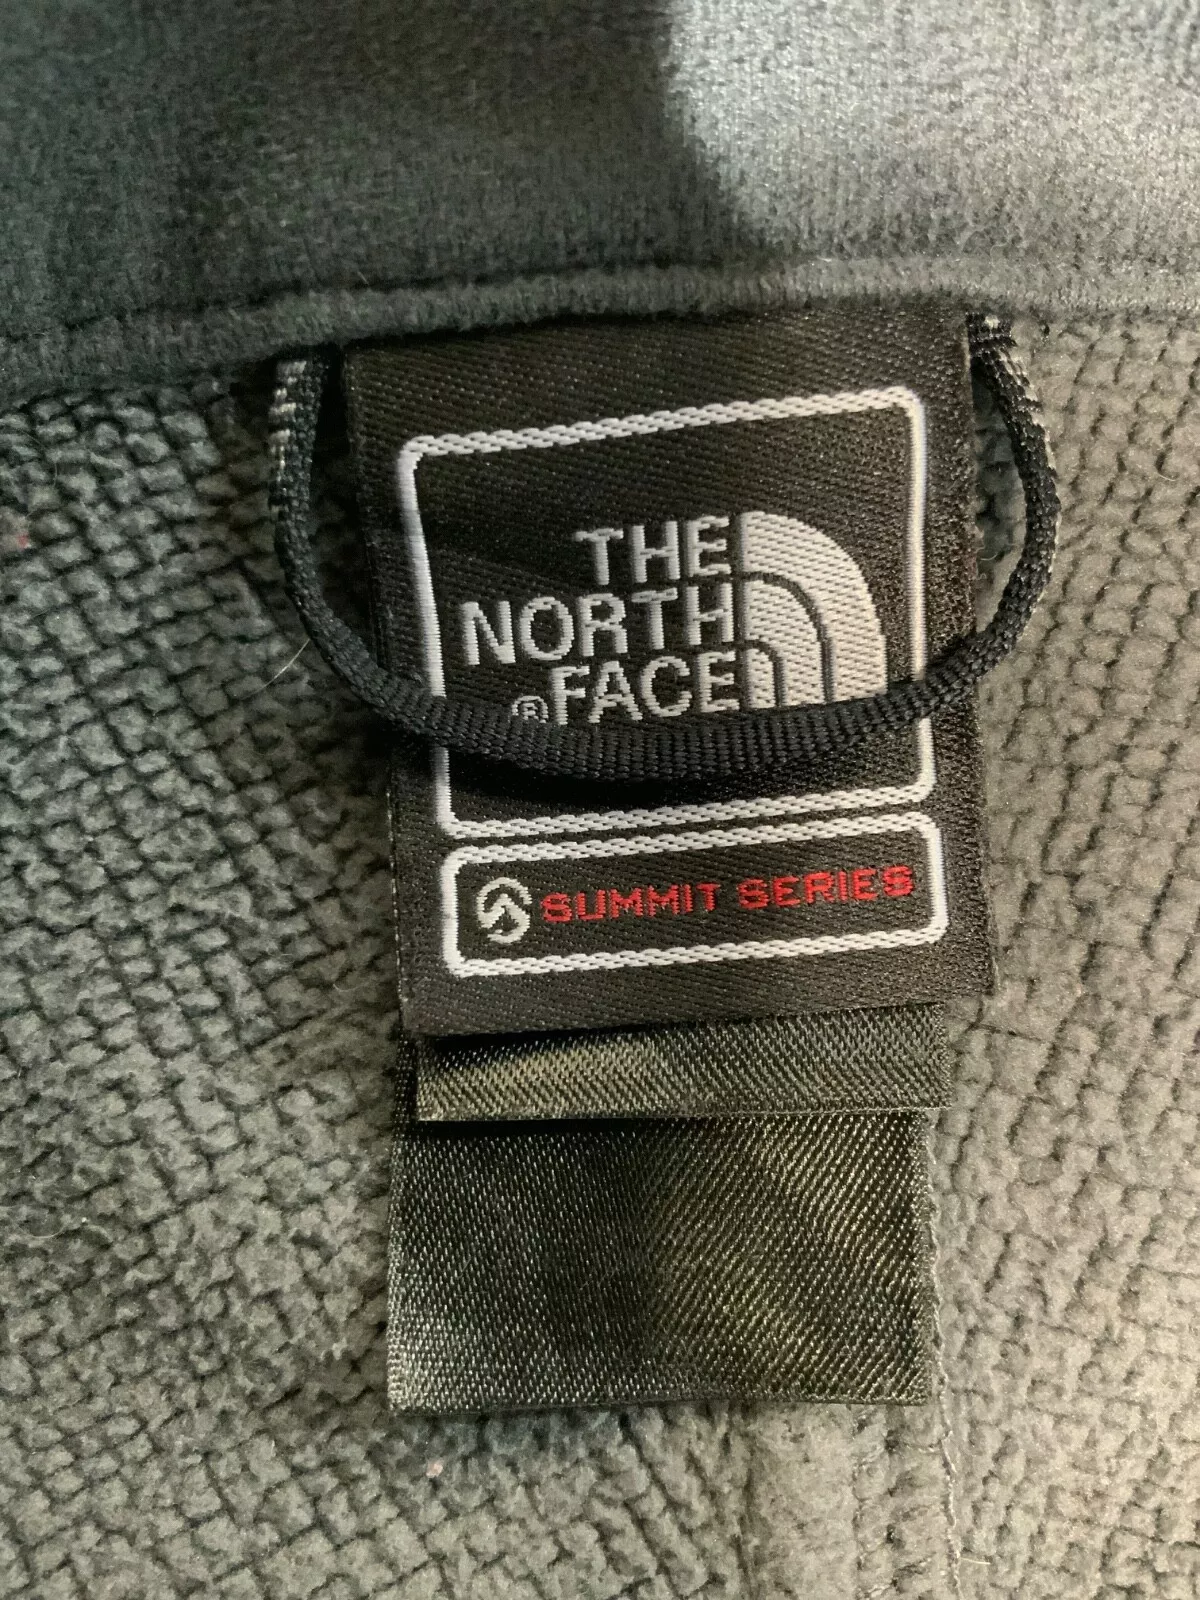 THE
NORTH
® FACE
SUMMIT SERIES